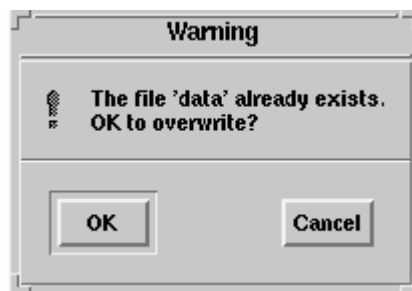 Warning
The file 'data' already exists.
OK to overwrite?
OK
Cancel